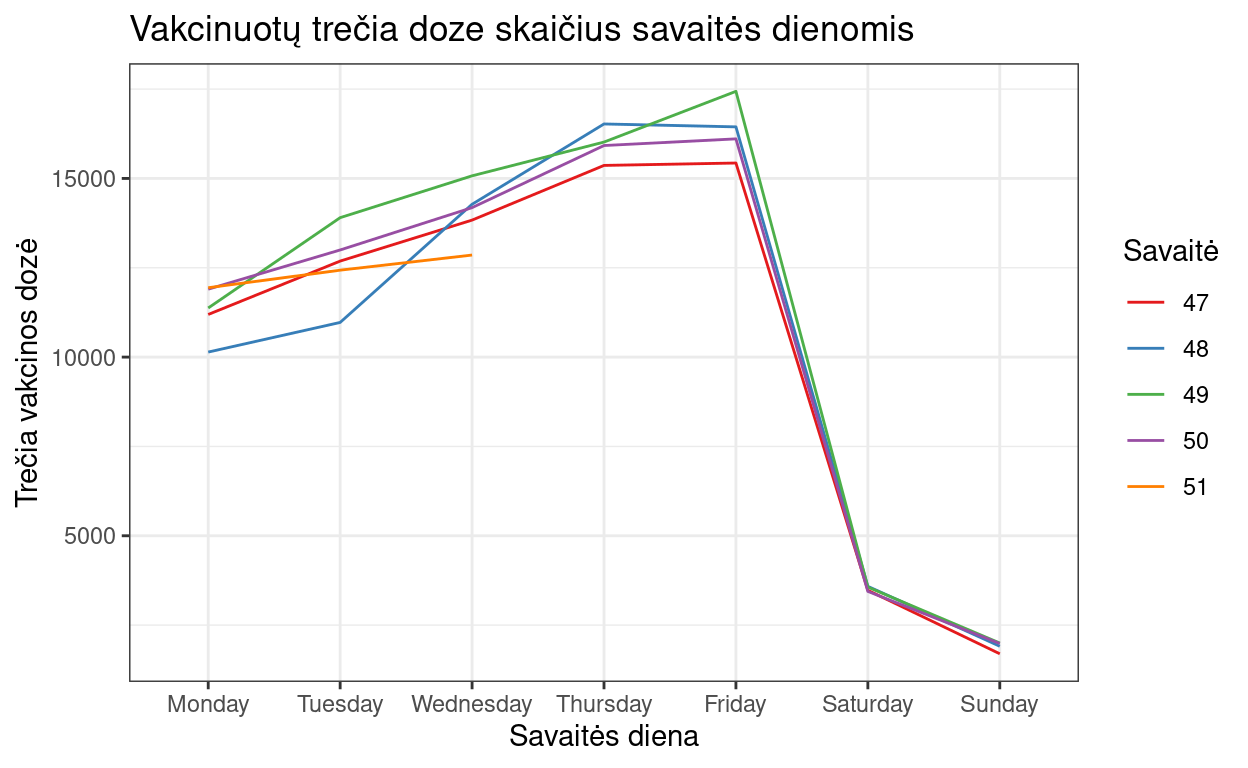 Vakcinuotų trečia doze skaičius savaitės dienomis
Trečia vakcinos dozė
15000
10000
5000
Monday
Tuesday
Wednesday
Thursday
Friday
Saturday
Sunday
Savaitės diena
Savaitė
47
48
49
50
51